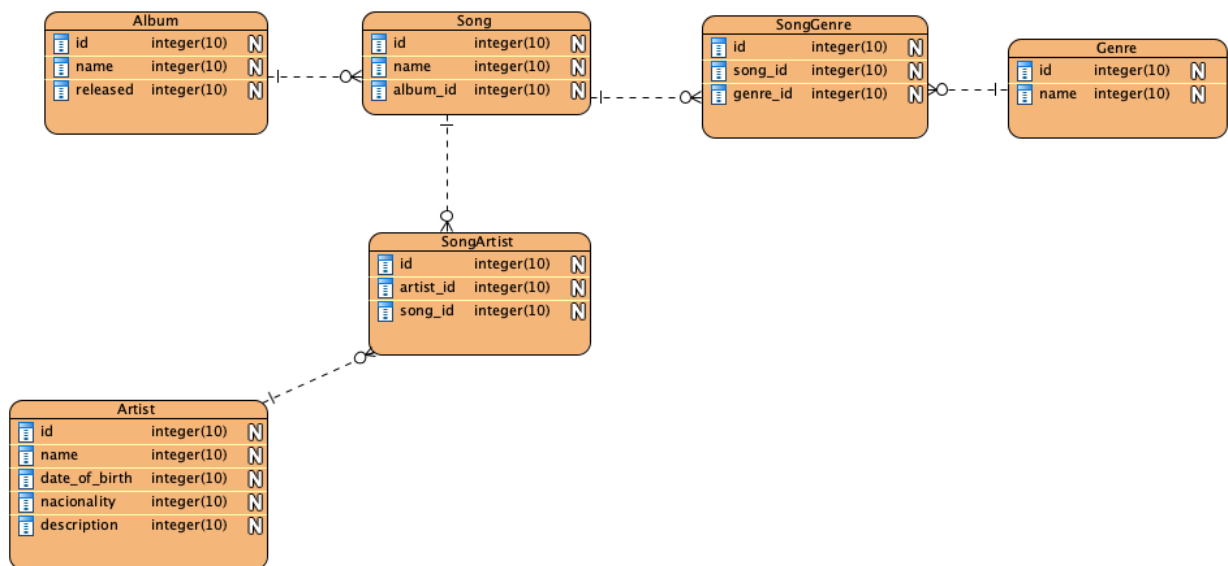 Album
id integer(10) N
name integer(10) N
released integer(10) N
Song
id integer(10) N
name integer(10) N
album_id integer(10) N
SongGenre
id integer(10) N
song_id integer(10) N
genre_id integer(10) N
Genre
id integer(10) N
name integer(10) N
SongArtist
id integer(10) N
artist_id integer(10) N
song_id integer(10) N
Artist
id integer(10) N
name integer(10) N
date_of_birth integer(10) N
nacionality integer(10) N
description integer(10) N